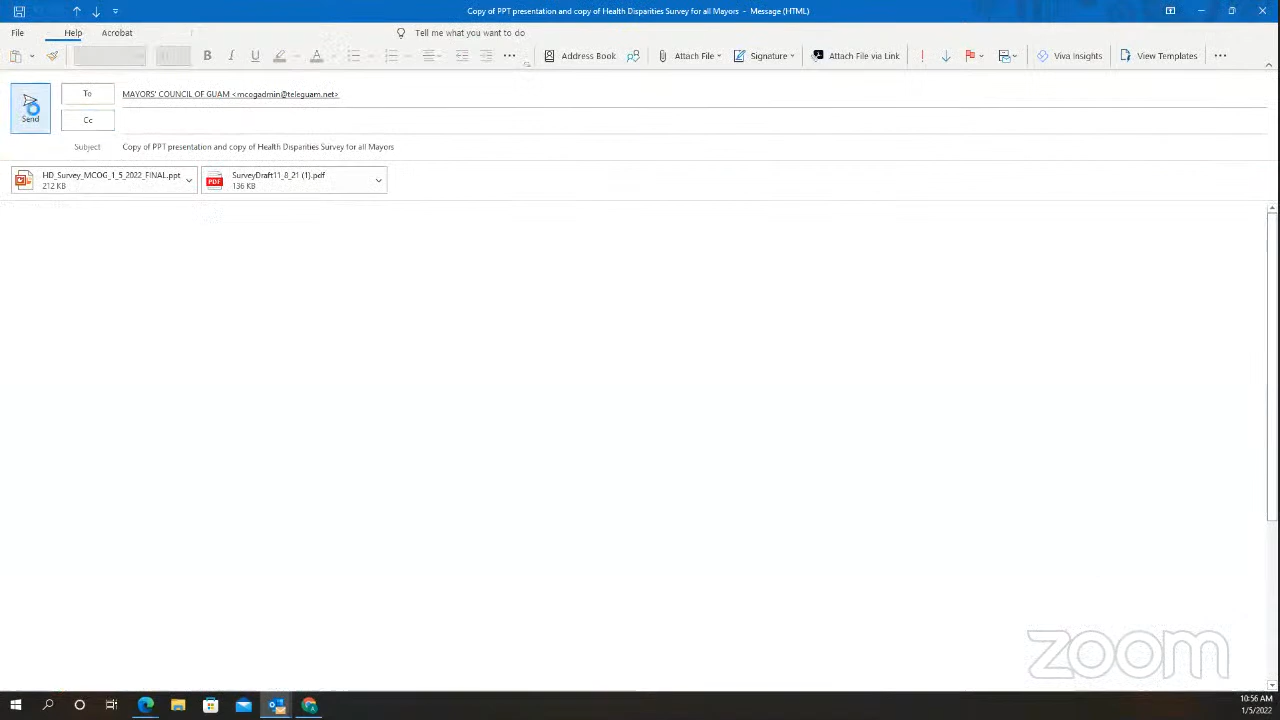 Copy of PPT presentation and copy of Health Disparities Survey for all Mayors - Message (HTML)
File Help Acrobat Tell me what you want to do
B I U Address Book Attach File Signature Attach File via Link Viva Insights View Templates
Send
To MAYORS' COUNCIL OF GUAM <mcogadmin@teleguam.net>
Cc
Subject Copy of PPT presentation and copy of Health Disparities Survey for all Mayors
HD_Survey_MCOG_1_5_2022_FINAL.ppt
212 KB
PDF
SurveyDraft11_8_21 (1).pdf
136 KB
zoom
10:56 AM
1/5/2022